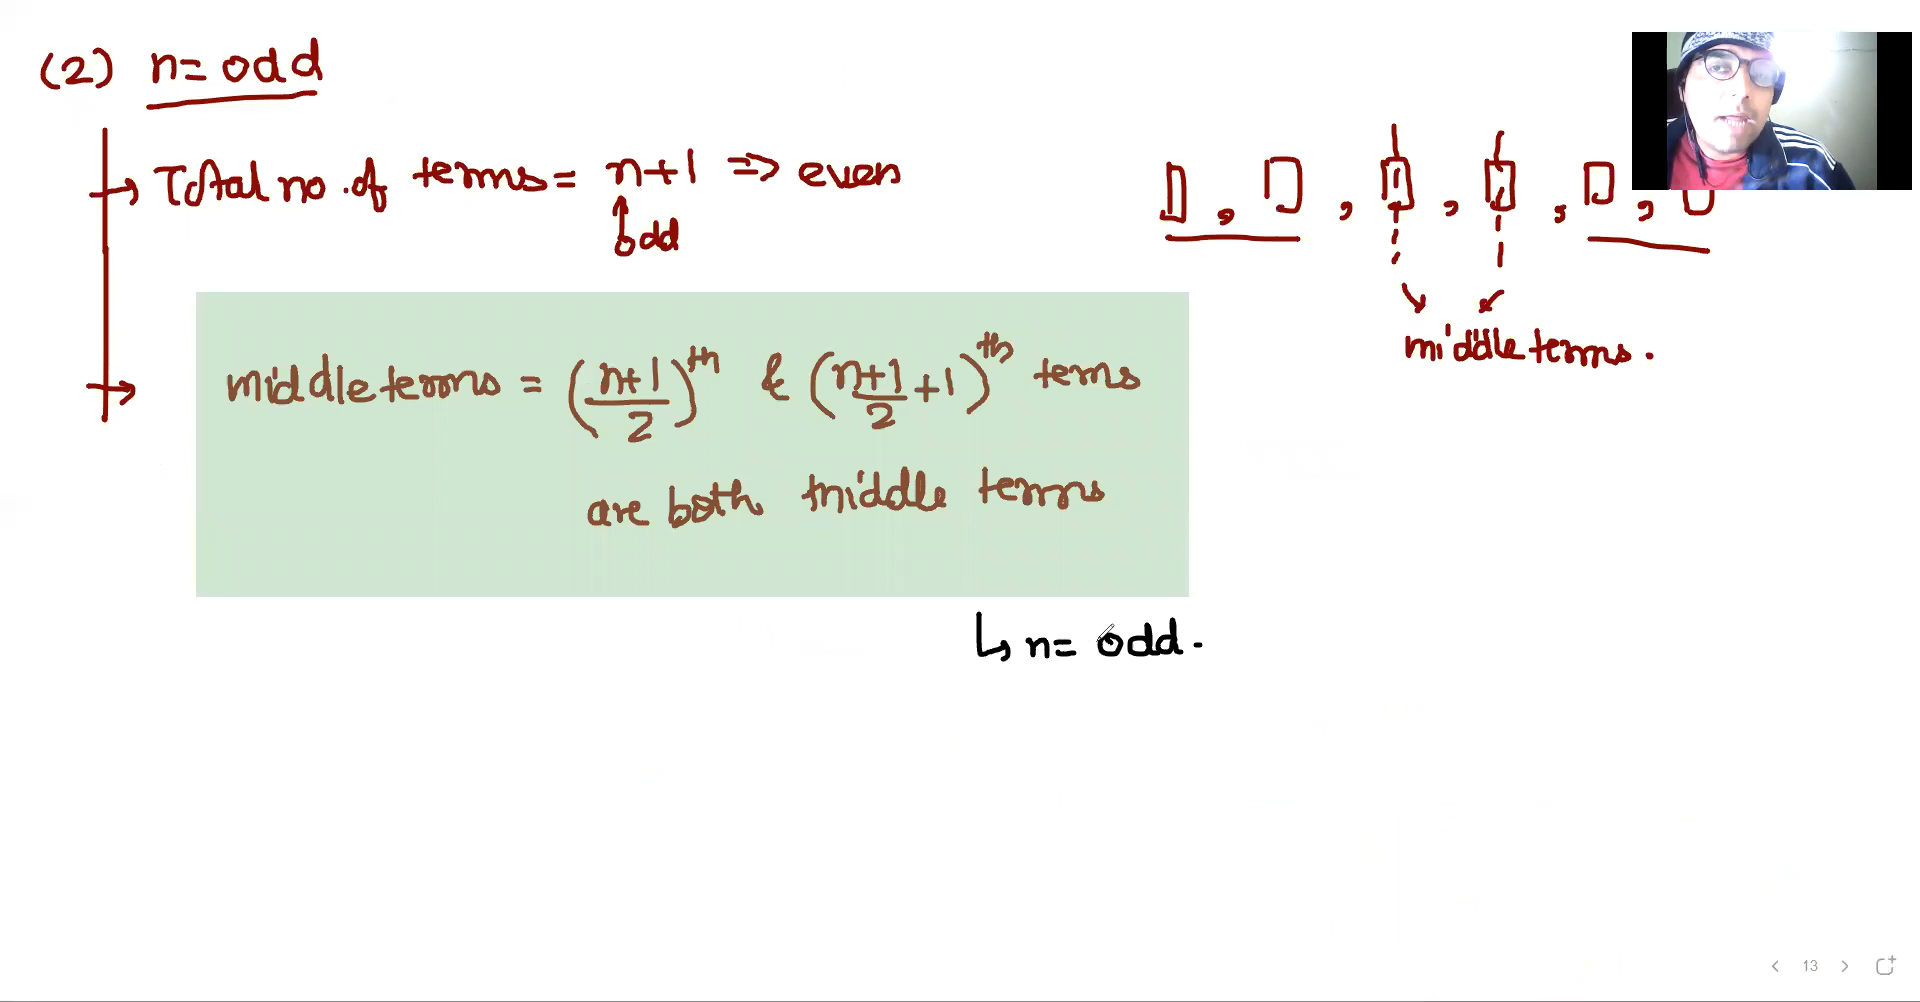 (2) n = odd
→ Total no. of terms = n+1 ⇒ even
↑
odd
▯ , ▯ , ▯ , ▯ , ▯ , ▯
middle terms.
→ middle terms = ((n+1)/2)^th & ((n+1)/2 + 1)^th terms
are both middle terms
↳ n = odd.
< 13 >